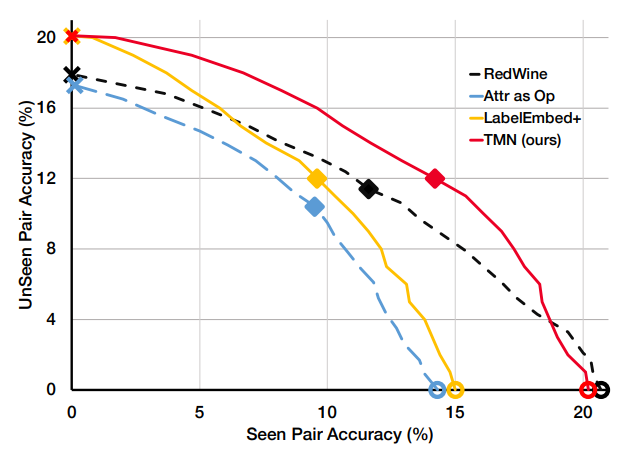 20
16
12
8
4
0
UnSeen Pair Accuracy (%)
RedWine
Attr as Op
LabelEmbed+
TMN (ours)
0
5
10
15
20
Seen Pair Accuracy (%)